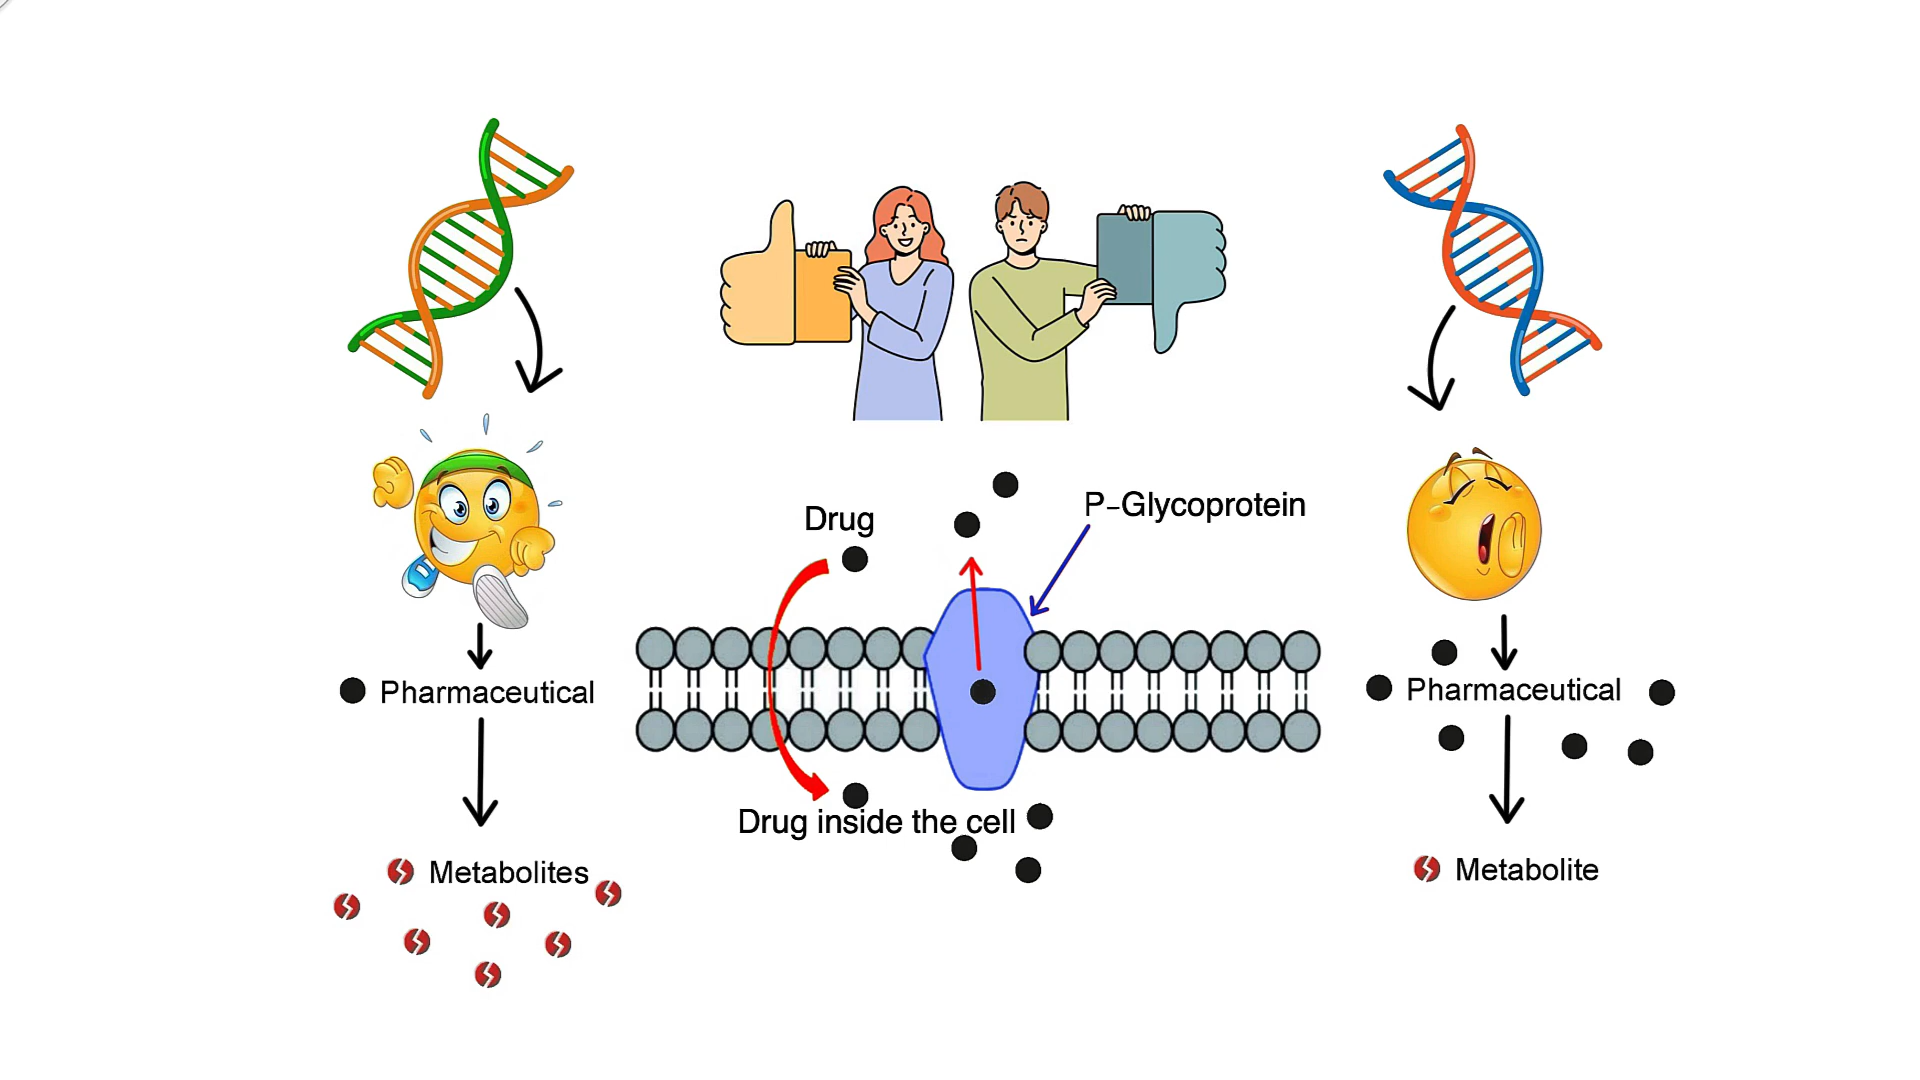 Drug
P-Glycoprotein
Pharmaceutical
Pharmaceutical
Drug inside the cell
Metabolites
Metabolite